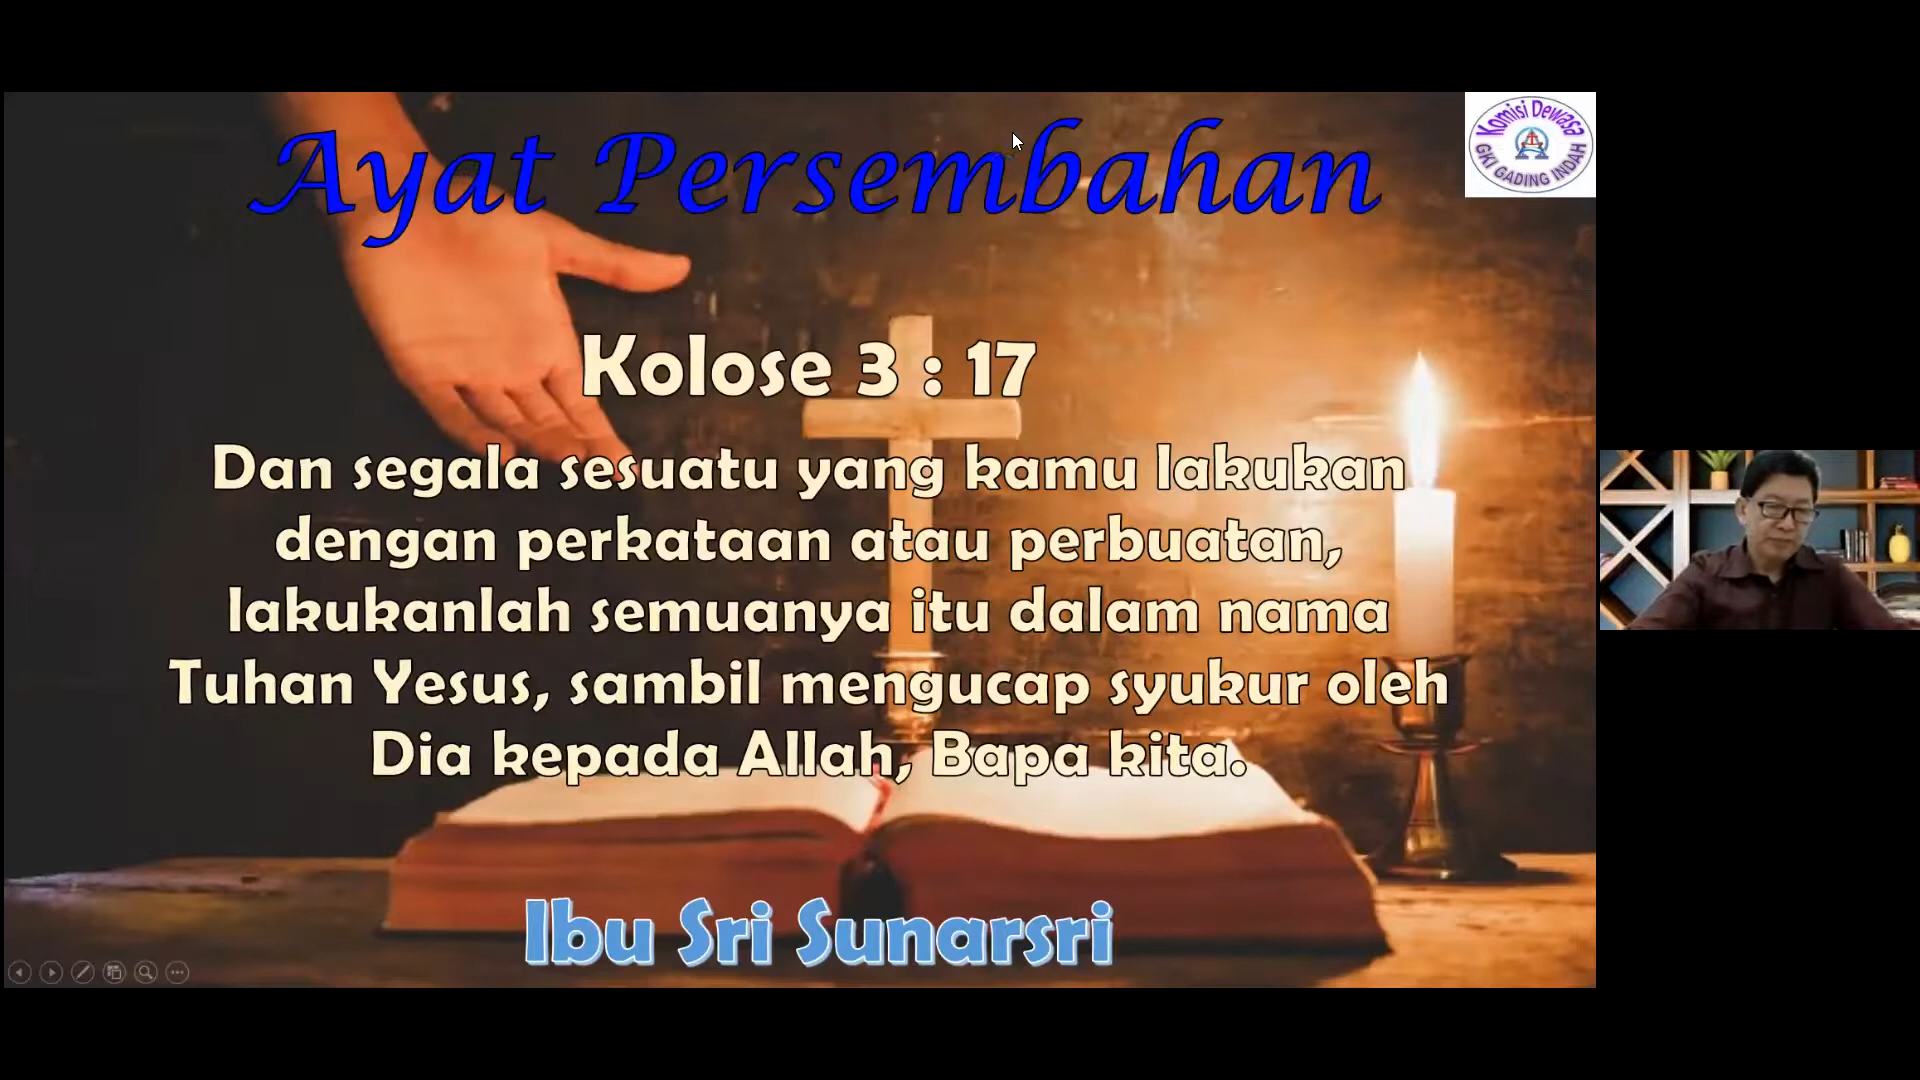 Ayat Persembahan
Komisi Dewasa
GKI GADING INDAH
Kolose 3 : 17
Dan segala sesuatu yang kamu lakukan
dengan perkataan atau perbuatan,
lakukanlah semuanya itu dalam nama
Tuhan Yesus, sambil mengucap syukur oleh
Dia kepada Allah, Bapa kita.
Ibu Sri Sunarsri